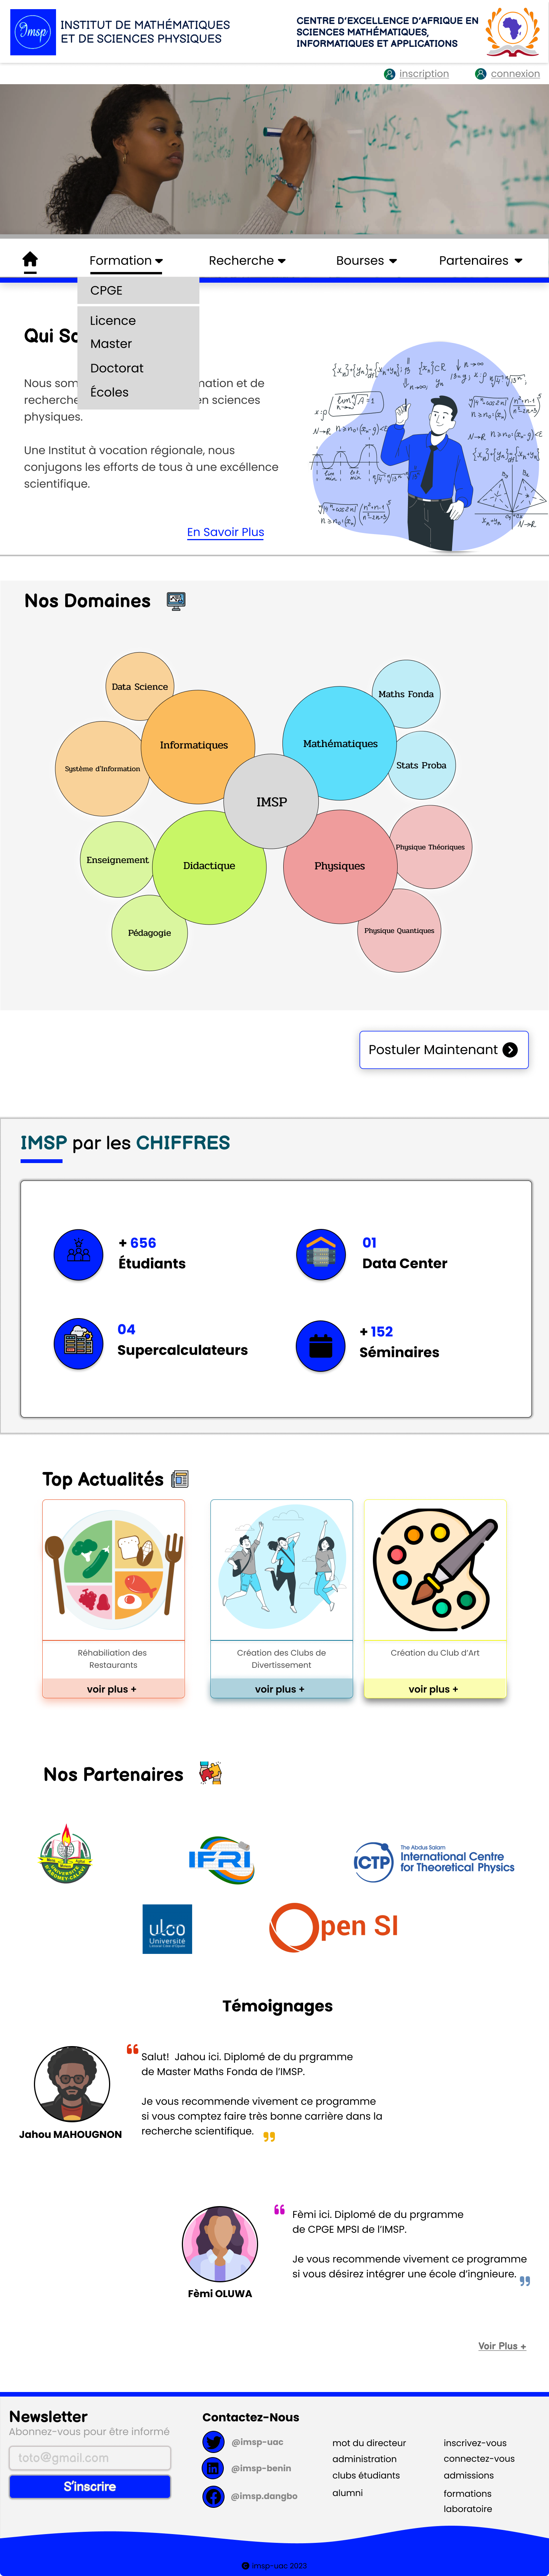 Imsp
INSTITUT DE MATHÉMATIQUES
ET DE SCIENCES PHYSIQUES
CENTRE D'EXCELLENCE D'AFRIQUE EN
SCIENCES MATHÉMATIQUES,
INFORMATIQUES ET APPLICATIONS
inscription
connexion
Formation
Recherche
Bourses
Partenaires
CPGE
Licence
Master
Doctorat
Écoles
Qui
Nous
et de
recherche
en sciences
physiques.
Une Institut à vocation régionale, nous
conjugons les efforts de tous à une excéllence
scientifique.
En Savoir Plus
Nos Domaines
Data Science
Maths Fonda
Informatiques
Mathématiques
Système d'Information
Stats Proba
IMSP
Enseignement
Didactique
Physiques
Physique Théoriques
Pédagogie
Physique Quantiques
Postuler Maintenant
IMSP par les CHIFFRES
+ 656
Étudiants
01
Data Center
04
Supercalculateurs
+ 152
Séminaires
Top Actualités
Réhabiliation des
Restaurants
voir plus +
Création des Clubs de
Divertissement
voir plus +
Création du Club d'Art
voir plus +
Nos Partenaires
IFRI
ICTP
The Abdus Salam
International Centre
for Theoretical Physics
ulco
Université
Open SI
Témoignages
Salut! Jahou ici. Diplomé de du prgramme
de Master Maths Fonda de l'IMSP.
Je vous recommende vivement ce programme
si vous comptez faire très bonne carrière dans la
recherche scientifique.
Jahou MAHOUGNON
Fèmi ici. Diplomé de du prgramme
de CPGE MPSI de l'IMSP.
Je vous recommende vivement ce programme
si vous désirez intégrer une école d'ingnieure.
Fèmi OLUWA
Voir Plus +
Newsletter
Abonnez-vous pour être informé
toto@gmail.com
S'inscrire
Contactez-Nous
@imsp-uac
@imsp-benin
@imsp.dangbo
mot du directeur
administration
clubs étudiants
alumni
inscrivez-vous
connectez-vous
admissions
formations
laboratoire
© imsp-uac 2023